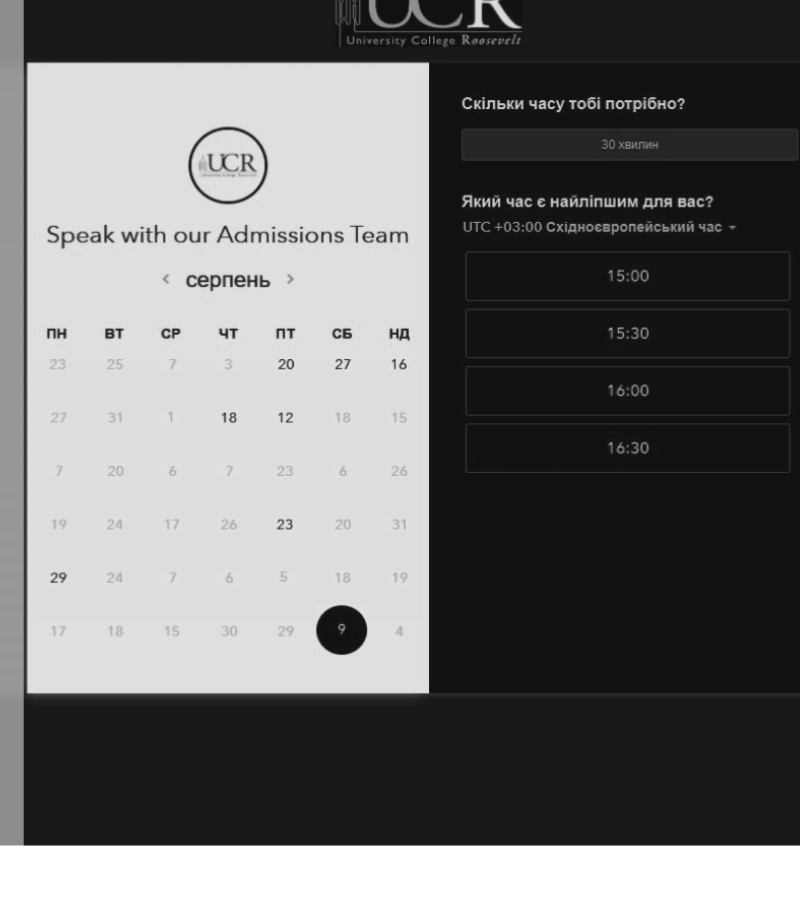 UCR
University College Roosevelt
UCR
Speak with our Admissions Team
< серпень >
ПН ВТ СР ЧТ ПТ СБ НД
23 25 7 3 20 27 16
27 31 1 18 12 18 15
7 20 6 7 23 6 26
19 24 17 26 23 20 31
29 24 7 6 5 18 19
17 18 15 30 29 9 4
Скільки часу тобі потрібно?
30 хвилин
Який час є найліпшим для вас?
UTC +03:00 Східноєвропейський час
15:00
15:30
16:00
16:30